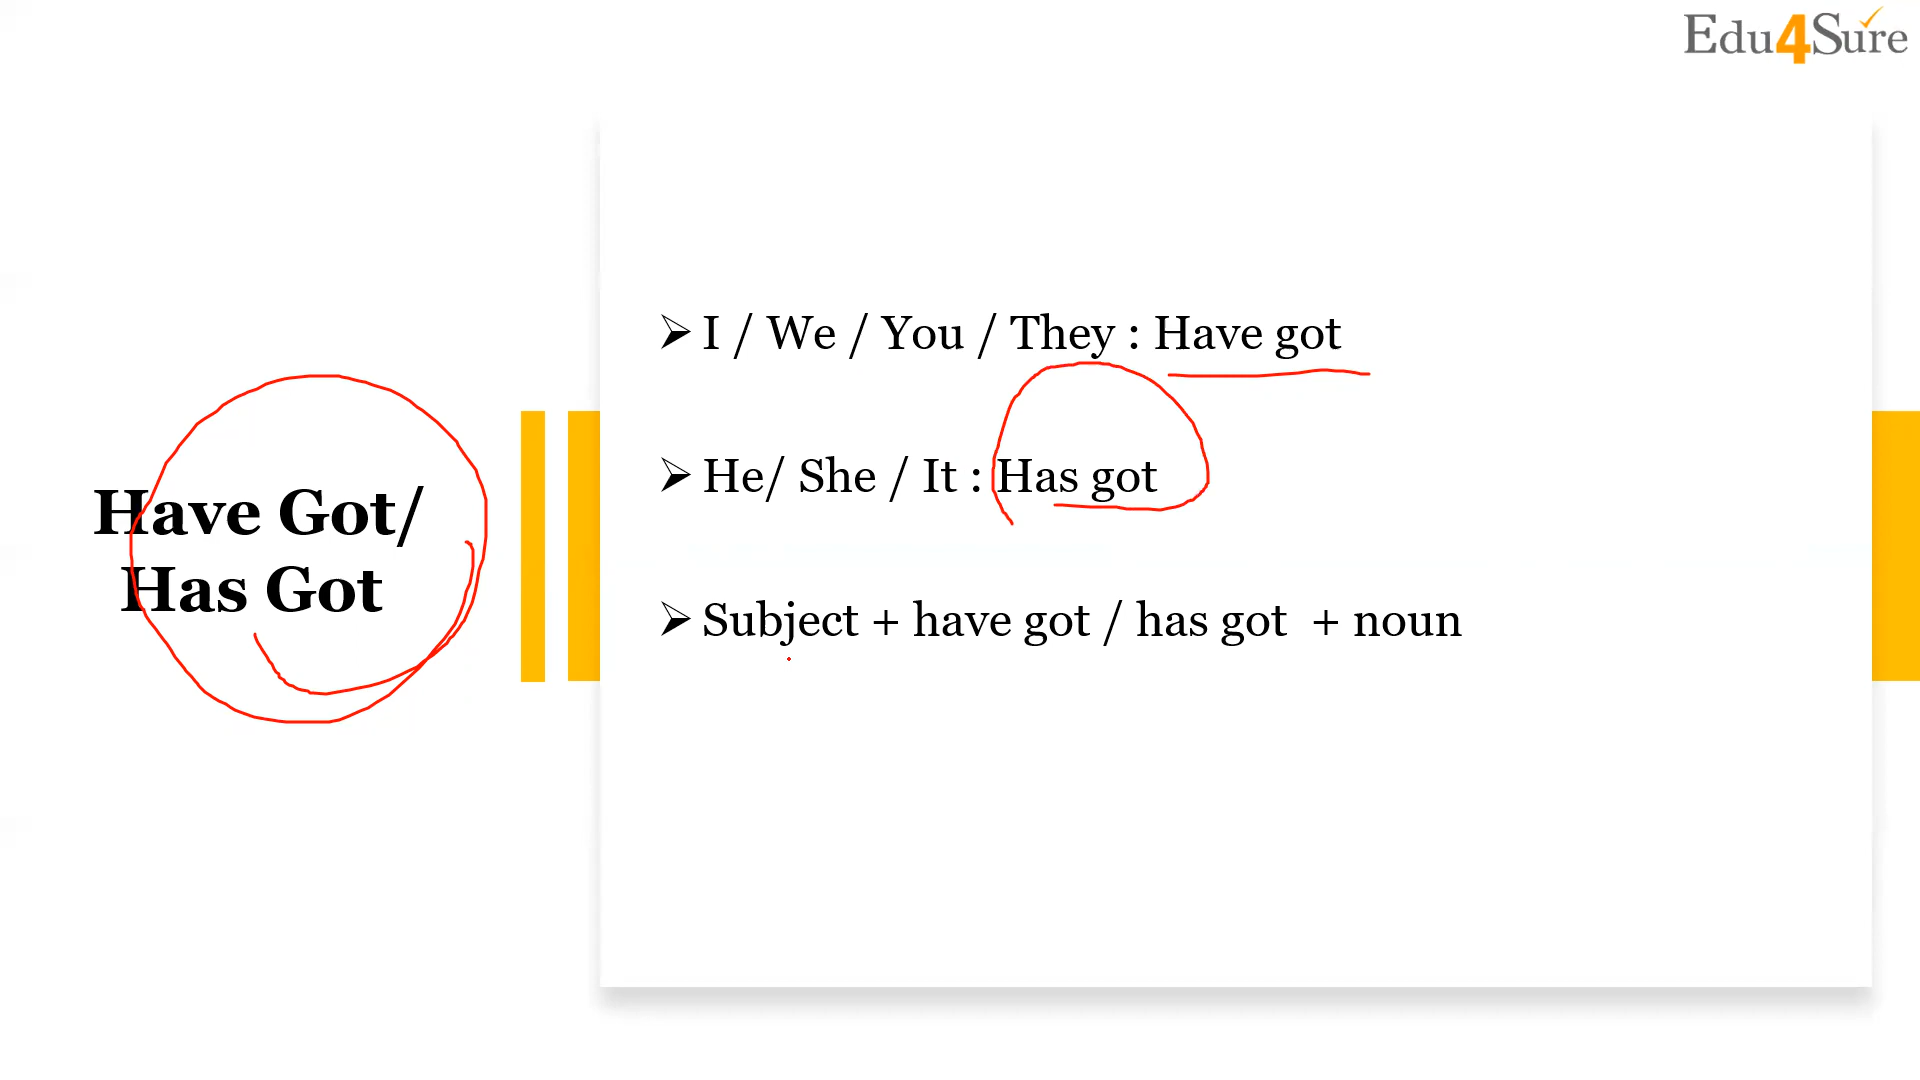 Edu4Sure
Have Got/
Has Got
➢ I / We / You / They : Have got
➢ He/ She / It : Has got
➢ Subject + have got / has got + noun